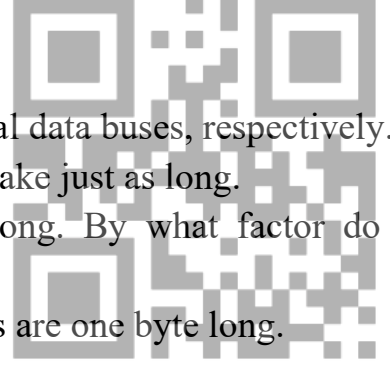 al data buses, respectively.
ake just as long.
ong. By what factor do
s are one byte long.